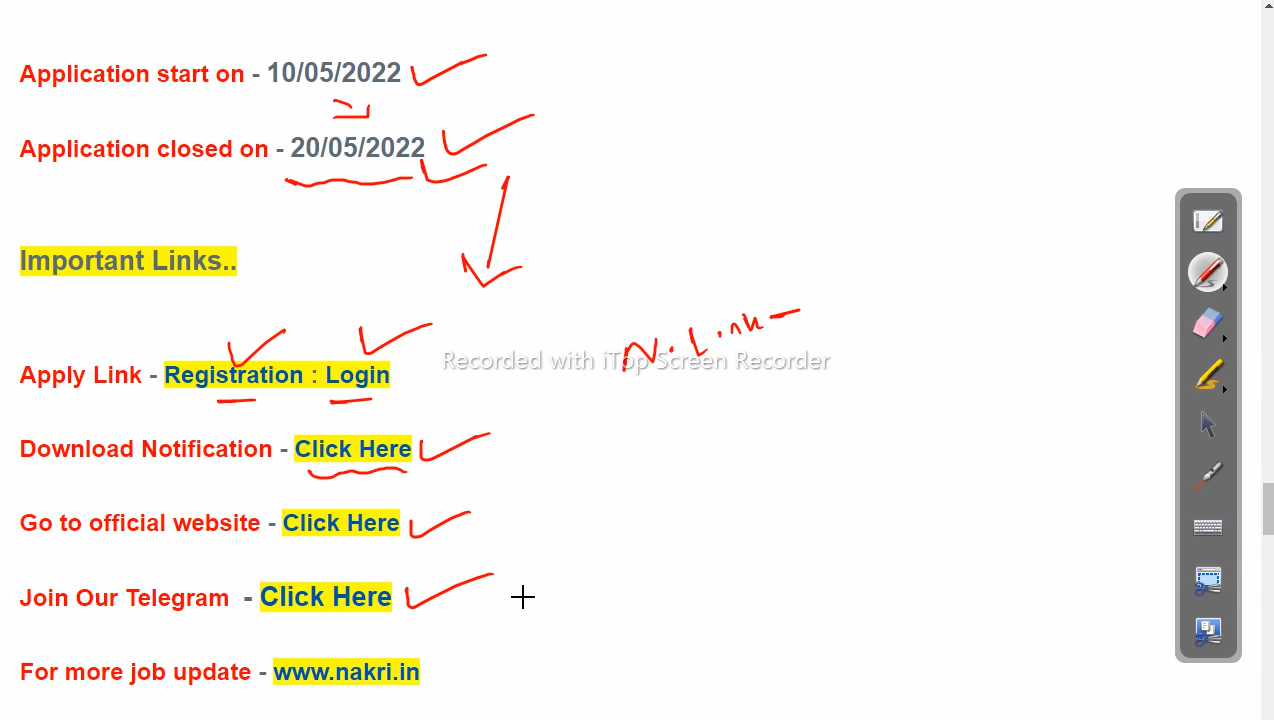 Application start on - 10/05/2022
Application closed on - 20/05/2022
Important Links..
N. Link -
Recorded with iTop Screen Recorder
Apply Link - Registration : Login
Download Notification - Click Here
Go to official website - Click Here
Join Our Telegram - Click Here
For more job update - www.nakri.in